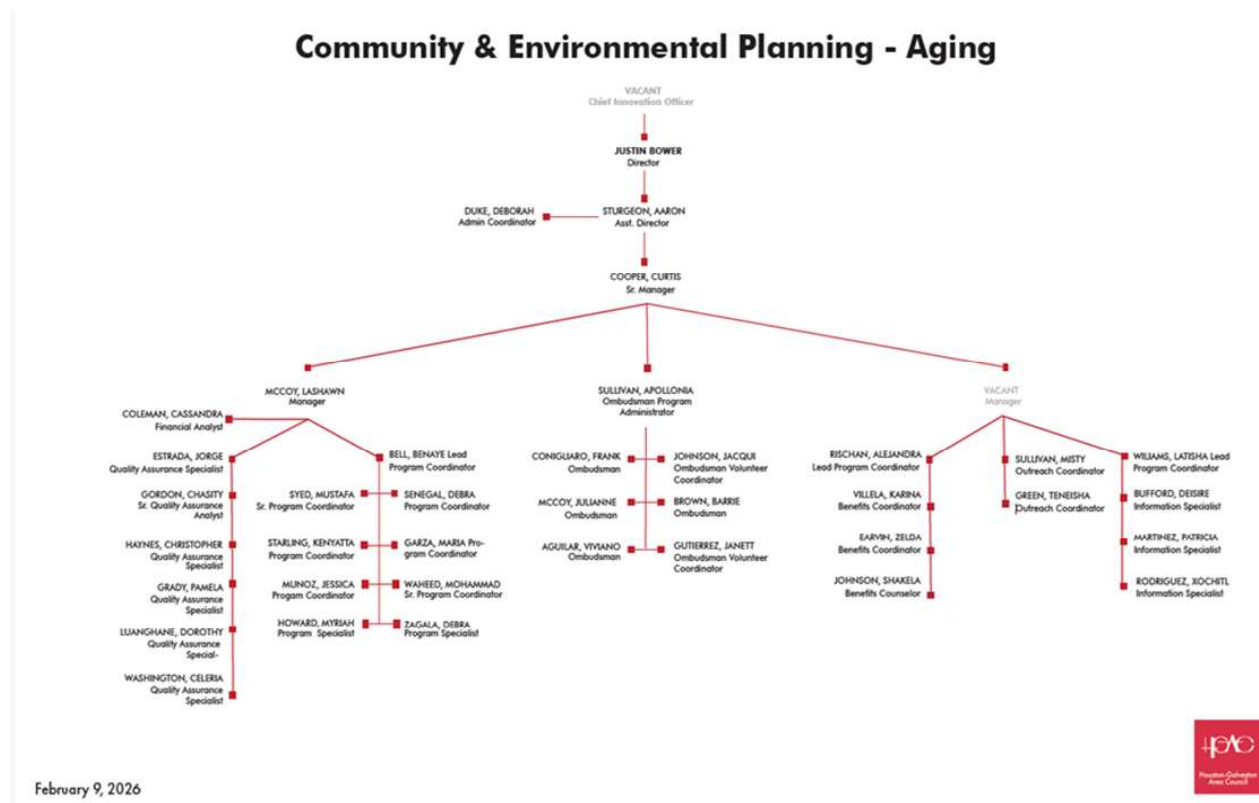 Community & Environmental Planning - Aging
VACANT
Chief Innovation Officer
JUSTIN BOWER
Director
DUKE, DEBORAH
Admin Coordinator
STURGEON, AARON
Asst. Director
COOPER, CURTIS
Sr. Manager
MCCOY, LASHAWN
Manager
COLEMAN, CASSANDRA
Financial Analyst
ESTRADA, JORGE
Quality Assurance Specialist
GORDON, CHASITY
Sr. Quality Assurance
Analyst
HAYNES, CHRISTOPHER
Quality Assurance
Specialist
GRADY, PAMELA
Quality Assurance
Specialist
LUANGHANE, DOROTHY
Quality Assurance
Special-
WASHINGTON, CELERIA
Quality Assurance
Specialist
BELL, BENAYE Lead
Program Coordinator
SYED, MUSTAFA
Sr. Program Coordinator
SENEGAL, DEBRA
Program Coordinator
STARLING, KENYATTA
Program Coordinator
GARZA, MARIA Pro-
gram Coordinator
MUNOZ, JESSICA
Progam Coordinator
WAHEED, MOHAMMAD
Sr. Program Coordinator
HOWARD, MYRIAH
Program Specialist
ZAGALA, DEBRA
Program Specialist
SULLIVAN, APOLLONIA
Ombudsman Program
Administrator
CONIGLIARO, FRANK
Ombudsman
JOHNSON, JACQUI
Ombudsman Volunteer
Coordinator
MCCOY, JULIANNE
Ombudsman
BROWN, BARRIE
Ombudsman
AGUILAR, VIVIANO
Ombudsman
GUTIERREZ, JANETT
Ombudsman Volunteer
Coordinator
VACANT
Manager
RISCHAN, ALEJANDRA
Lead Program Coordinator
VILLELA, KARINA
Benefits Coordinator
EARVIN, ZELDA
Benefits Coordinator
JOHNSON, SHAKELA
Benefits Counselor
SULLIVAN, MISTY
Outreach Coordinator
GREEN, TENEISHA
Outreach Coordinator
WILIAMS, LATISHA Lead
Program Coordinator
BUFFORD, DEISIRE
Information Specialist
MARTINEZ, PATRICIA
Information Specialist
RODRIGUEZ, XOCHITL
Information Specialist
February 9, 2026
HGAC
Houston-Galveston
Area Council